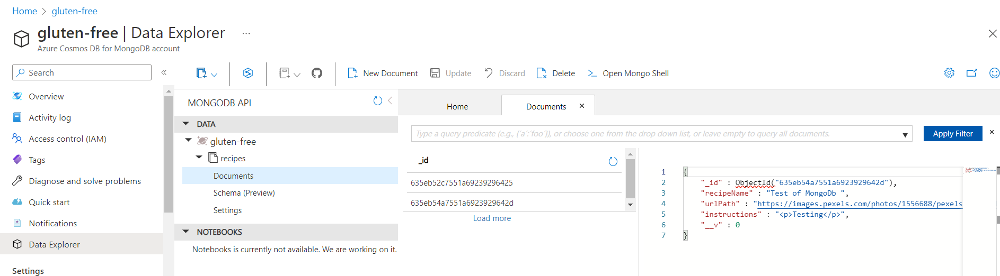 Home > gluten-free
gluten-free | Data Explorer ...
Azure Cosmos DB for MongoDB account
Search
Overview
Activity log
Access control (IAM)
Tags
Diagnose and solve problems
Quick start
Notifications
Data Explorer
Settings
New Document Update Discard Delete Open Mongo Shell
MONGODB API
DATA
gluten-free
recipes
Documents
Schema (Preview)
Settings
NOTEBOOKS
Notebooks is currently not available. We are working on it.
Home Documents
Type a query predicate (e.g., {´a´:´foo´}), or choose one from the drop down list, or leave empty to query all documents.
Apply Filter
_id
635eb52c7551a69239296425
635eb54a7551a6923929642d
Load more
1 {
2 "_id" : ObjectId("635eb54a7551a6923929642d"),
3 "recipeName" : "Test of MongoDb ",
4 "urlPath" : "https://images.pexels.com/photos/1556688/pexels
5 "instructions" : "<p>Testing</p>",
6 "__v" : 0
7 }